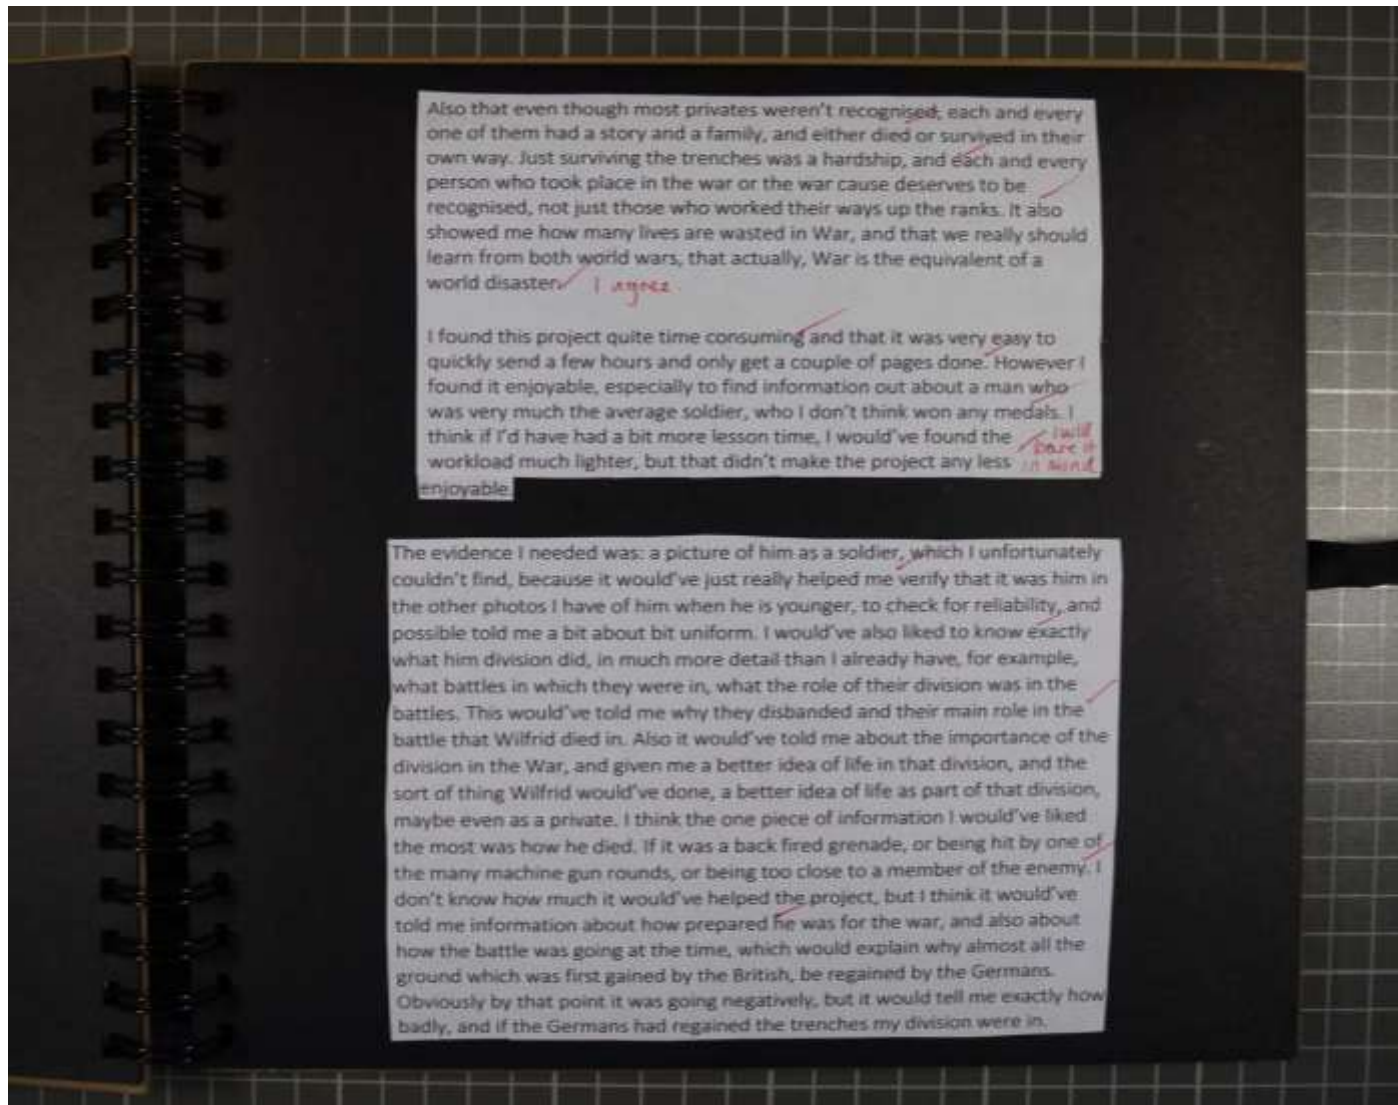 Also that even though most privates weren't recognised, each and every
one of them had a story and a family, and either died or survived in their
own way. Just surviving the trenches was a hardship, and each and every
person who took place in the war or the war cause deserves to be
recognised, not just those who worked their ways up the ranks. It also
showed me how many lives are wasted in War, and that we really should
learn from both world wars, that actually, War is the equivalent of a
world disaster. I agree
I found this project quite time consuming and that it was very easy to
quickly send a few hours and only get a couple of pages done. However I
found it enjoyable, especially to find information out about a man who
was very much the average soldier, who I don't think won any medals. I
think if I'd have had a bit more lesson time, I would've found the
workload much lighter, but that didn't make the project any less
enjoyable.
I will
bare it
in mind
The evidence I needed was: a picture of him as a soldier, which I unfortunately
couldn't find, because it would've just really helped me verify that it was him in
the other photos I have of him when he is younger, to check for reliability, and
possible told me a bit about bit uniform. I would've also liked to know exactly
what him division did, in much more detail than I already have, for example,
what battles in which they were in, what the role of their division was in the
battles. This would've told me why they disbanded and their main role in the
battle that Wilfrid died in. Also it would've told me about the importance of the
division in the War, and given me a better idea of life in that division, and the
sort of thing Wilfrid would've done, a better idea of life as part of that division,
maybe even as a private. I think the one piece of information I would've liked
the most was how he died. If it was a back fired grenade, or being hit by one of
the many machine gun rounds, or being too close to a member of the enemy. I
don't know how much it would've helped the project, but I think it would've
told me information about how prepared he was for the war, and also about
how the battle was going at the time, which would explain why almost all the
ground which was first gained by the British, be regained by the Germans.
Obviously by that point it was going negatively, but it would tell me exactly how
badly, and if the Germans had regained the trenches my division were in.